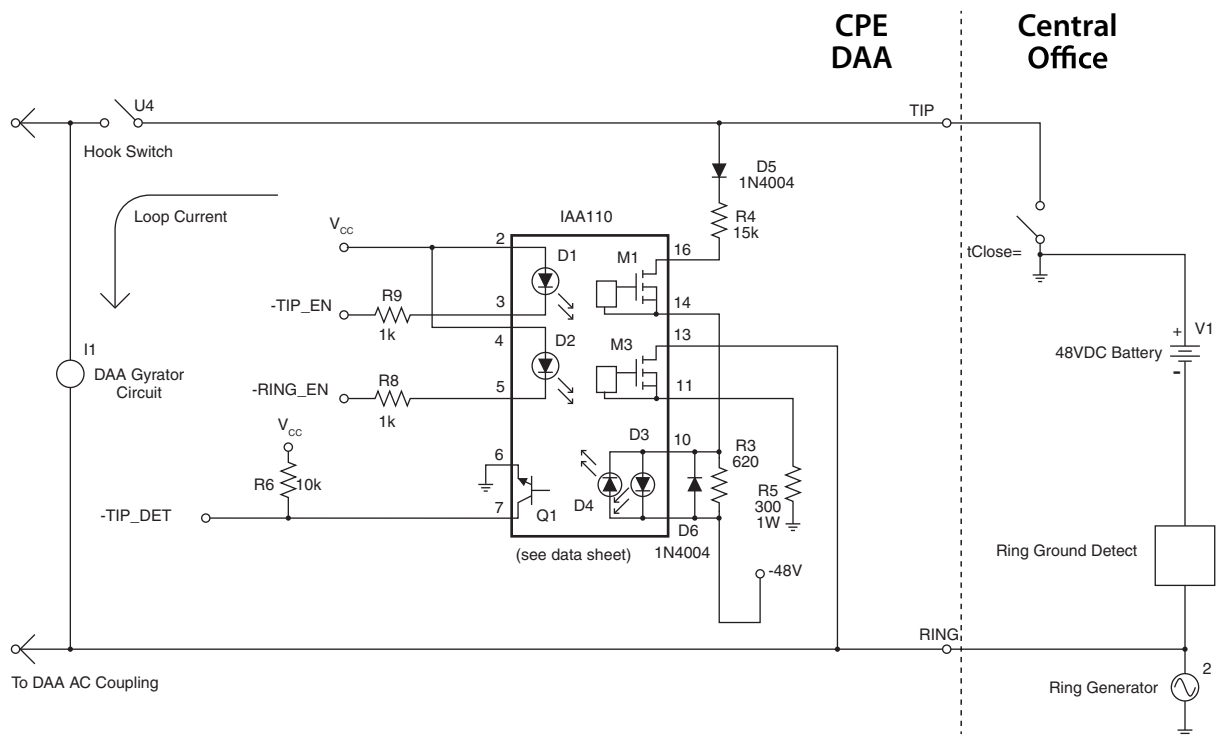 CPE
DAA
Central
Office
U4
Hook Switch
TIP
D5
1N4004
R4
15k
Loop Current
IAA110
VCC
2
D1
M1
16
tClose=
-TIP_EN
R9
1k
3
14
4
D2
M3
13
V1
+
48VDC Battery
-
I1
DAA Gyrator
Circuit
-RING_EN
R8
1k
5
11
VCC
R6
10k
6
D3
10
R3
620
R5
300
1W
-TIP_DET
7
Q1
D4
D6
1N4004
(see data sheet)
-48V
Ring Ground Detect
RING
To DAA AC Coupling
2
Ring Generator